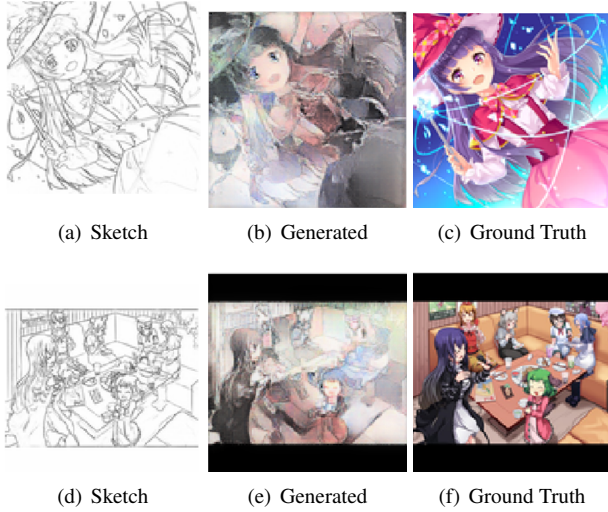 (a) Sketch
(b) Generated
(c) Ground Truth
(d) Sketch
(e) Generated
(f) Ground Truth